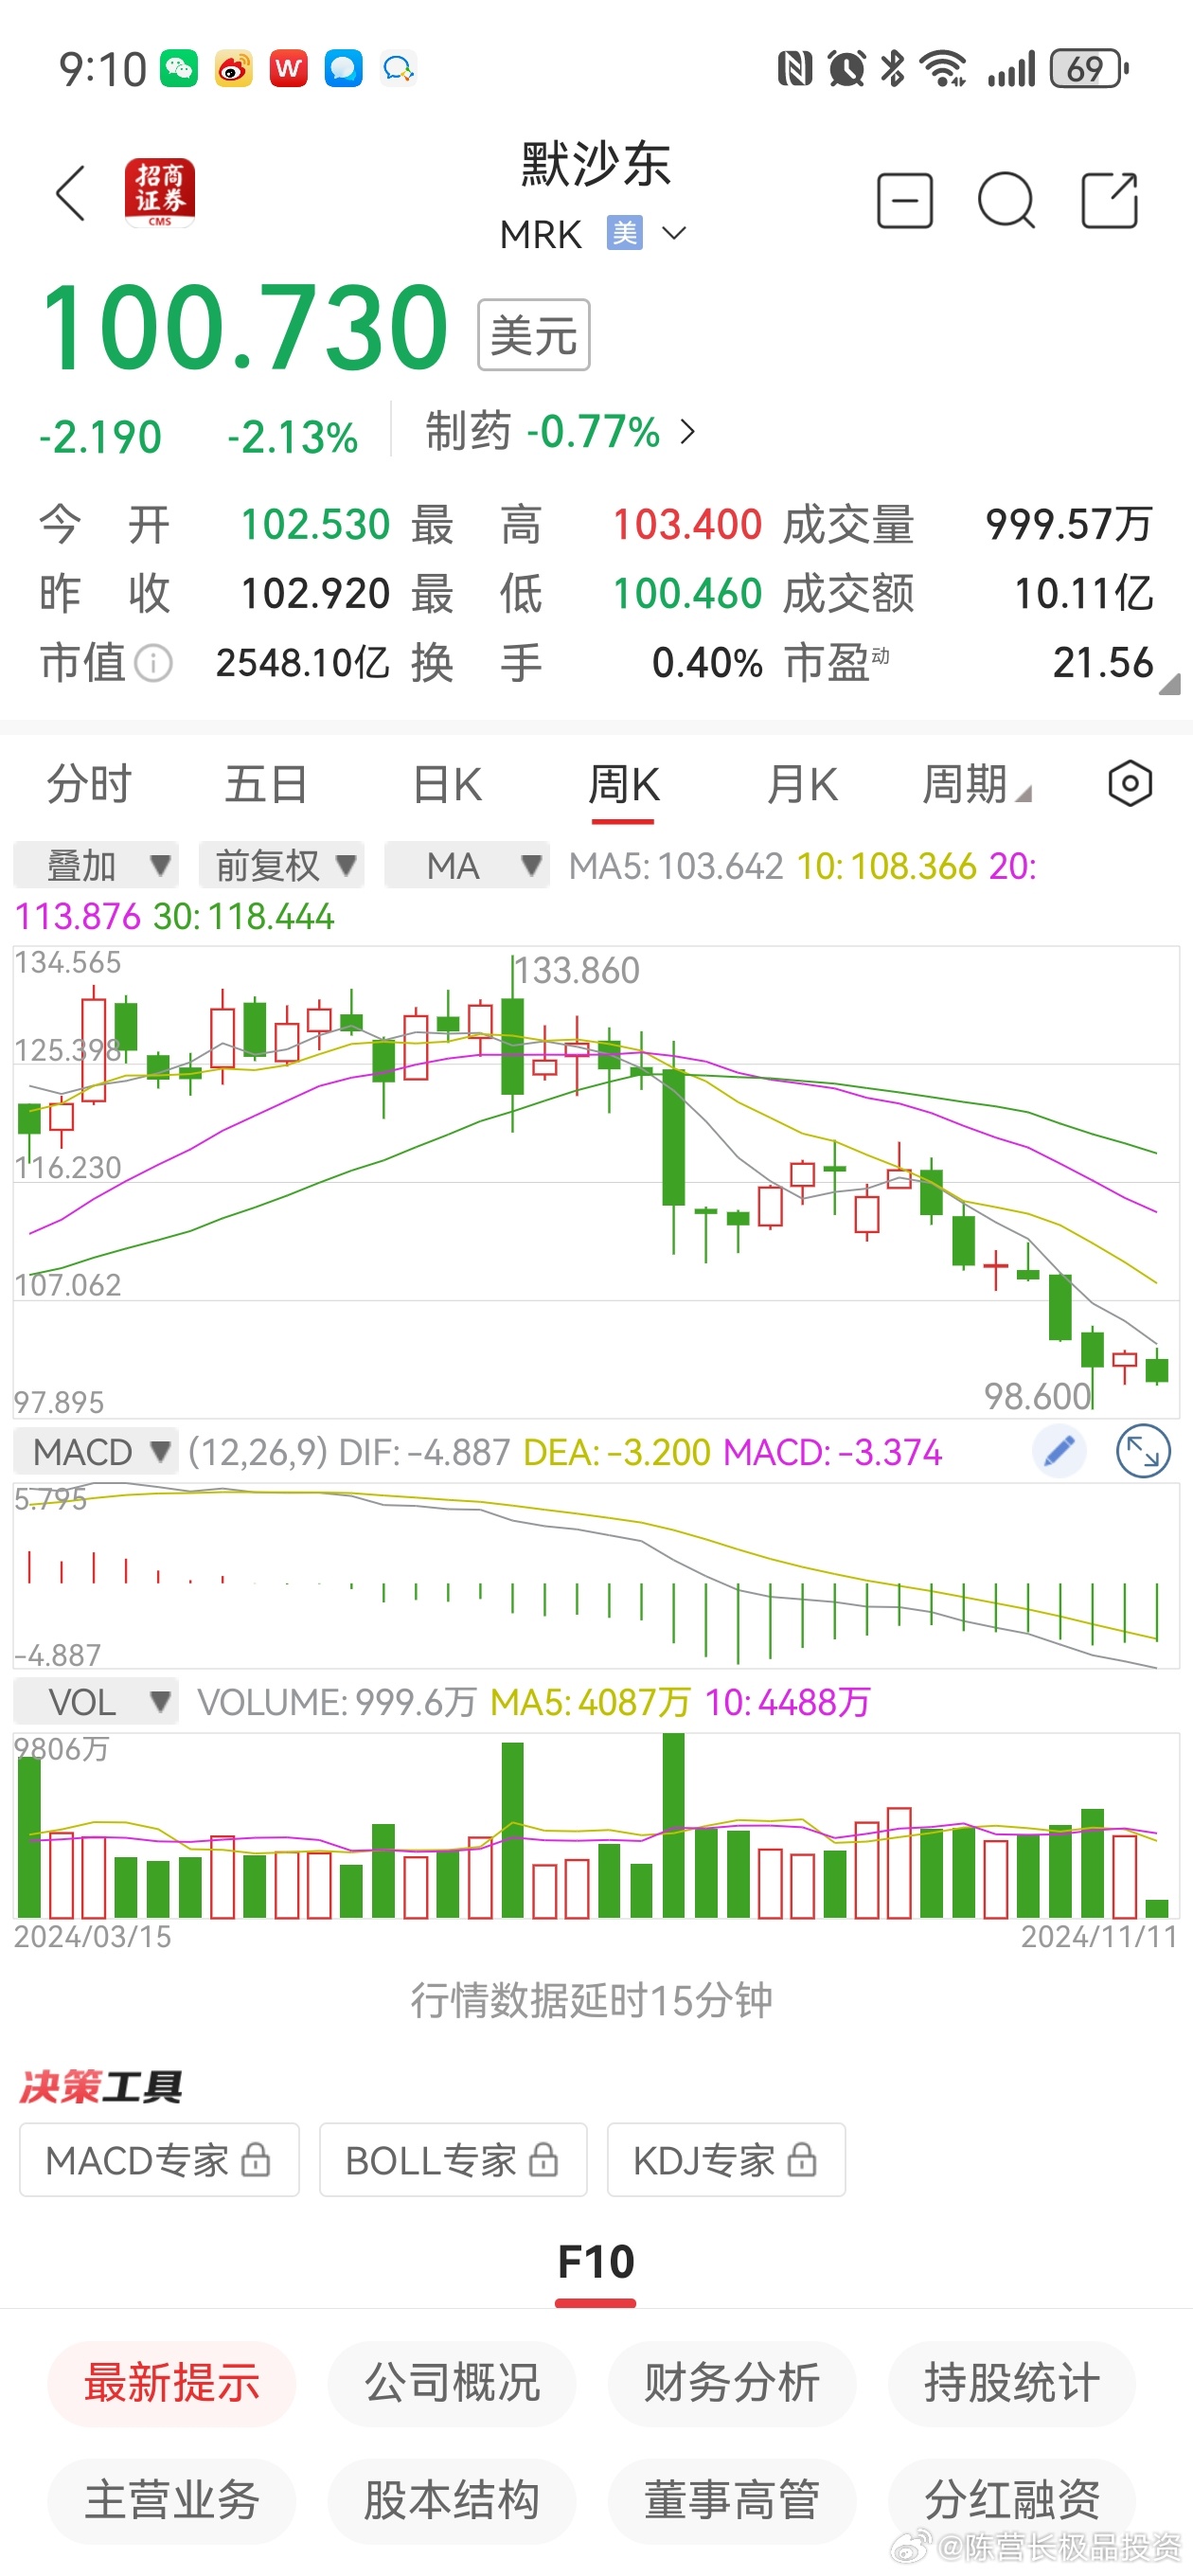 9:10 69
招商证券 CMS
默沙东
MRK 美
100.730 美元
-2.190 -2.13% 制药 -0.77%
今开 102.530 最高 103.400 成交量 999.57万
昨收 102.920 最低 100.460 成交额 10.11亿
市值 2548.10亿 换手 0.40% 市盈动 21.56
分时 五日 日K 周K 月K 周期
叠加 前复权 MA MA5:103.642 10:108.366 20:
113.876 30:118.444
134.565
133.860
125.398
116.230
107.062
98.600
97.895
MACD (12,26,9) DIF:-4.887 DEA:-3.200 MACD:-3.374
5.795
-4.887
VOL VOLUME:999.6万 MA5:4087万 10:4488万
9806万
2024/03/15 2024/11/11
行情数据延时15分钟
决策工具
MACD专家 BOLL专家 KDJ专家
F10
最新提示 公司概况 财务分析 持股统计
主营业务 股本结构 董事高管 分红融资
@陈营长极品投资